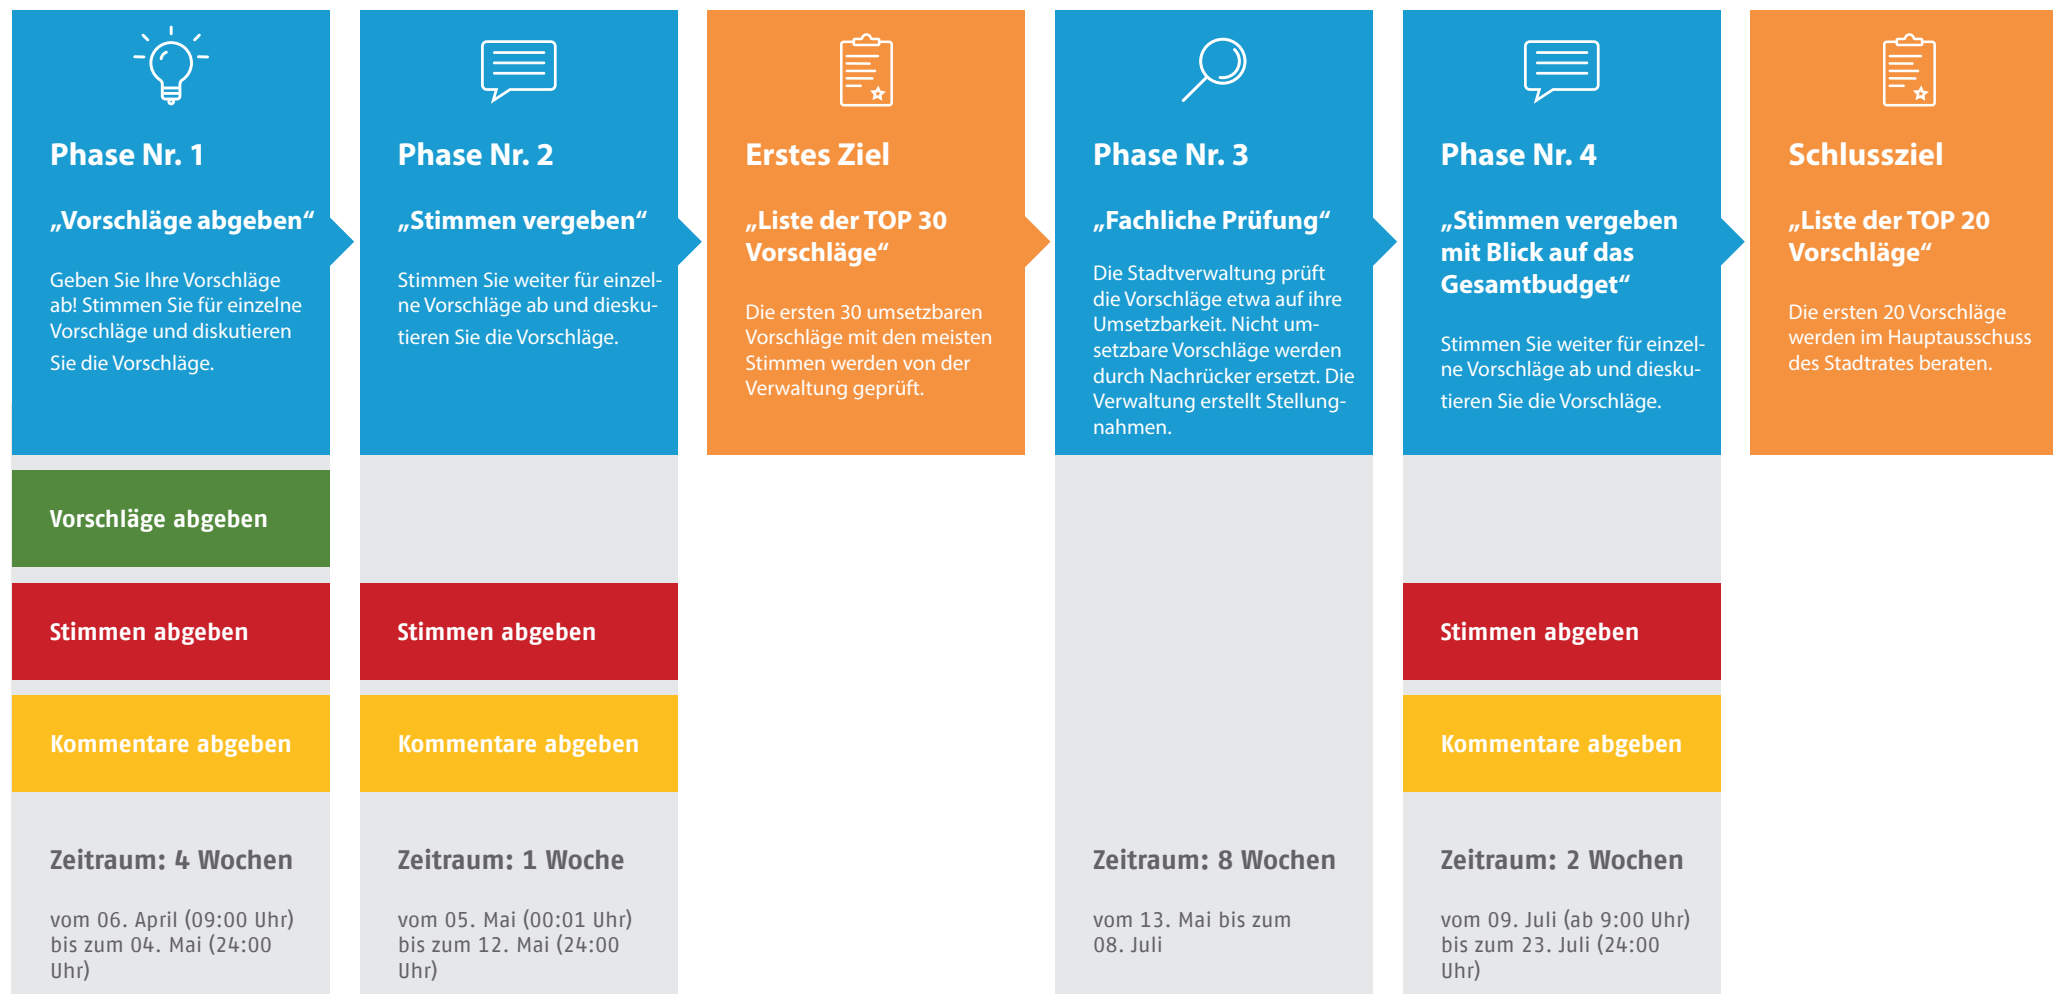 Phase Nr. 1
„Vorschläge abgeben“
Geben Sie Ihre Vorschläge
ab! Stimmen Sie für einzelne
Vorschläge und diskutieren
Sie die Vorschläge.
Vorschläge abgeben
Stimmen abgeben
Kommentare abgeben
Zeitraum: 4 Wochen
vom 06. April (09:00 Uhr)
bis zum 04. Mai (24:00
Uhr)
Phase Nr. 2
„Stimmen vergeben“
Stimmen Sie weiter für einzel-
ne Vorschläge ab und diesku-
tieren Sie die Vorschläge.
Stimmen abgeben
Kommentare abgeben
Zeitraum: 1 Woche
vom 05. Mai (00:01 Uhr)
bis zum 12. Mai (24:00
Uhr)
Erstes Ziel
„Liste der TOP 30
Vorschläge“
Die ersten 30 umsetzbaren
Vorschläge mit den meisten
Stimmen werden von der
Verwaltung geprüft.
Phase Nr. 3
„Fachliche Prüfung“
Die Stadtverwaltung prüft
die Vorschläge etwa auf ihre
Umsetzbarkeit. Nicht um-
setzbare Vorschläge werden
durch Nachrücker ersetzt. Die
Verwaltung erstellt Stellung-
nahmen.
Zeitraum: 8 Wochen
vom 13. Mai bis zum
08. Juli
Phase Nr. 4
„Stimmen vergeben
mit Blick auf das
Gesamtbudget“
Stimmen Sie weiter für einzel-
ne Vorschläge ab und diesku-
tieren Sie die Vorschläge.
Stimmen abgeben
Kommentare abgeben
Zeitraum: 2 Wochen
vom 09. Juli (ab 9:00 Uhr)
bis zum 23. Juli (24:00
Uhr)
Schlussziel
„Liste der TOP 20
Vorschläge“
Die ersten 20 Vorschläge
werden im Hauptausschuss
des Stadtrates beraten.